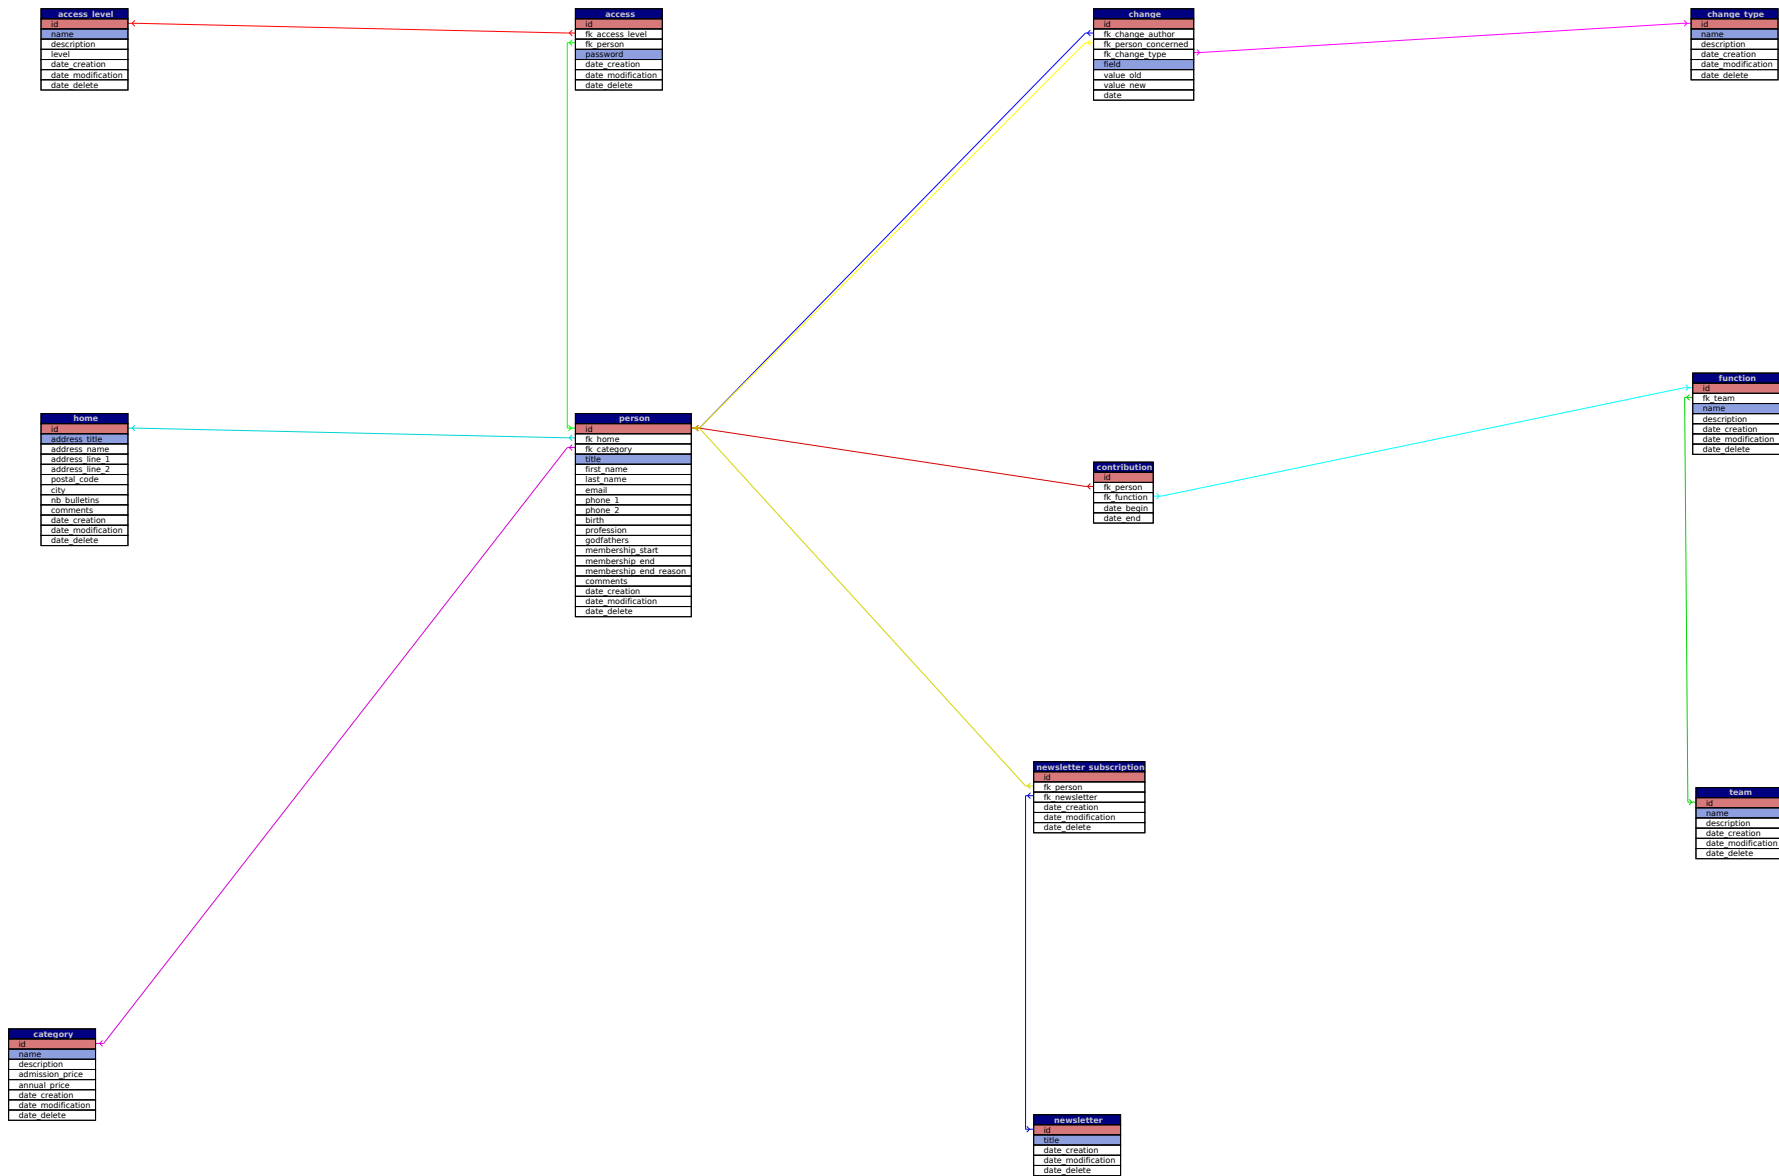 access_level
id
name
description
level
date_creation
date_modification
date_delete
access
id
fk_access_level
fk_person
password
date_creation
date_modification
date_delete
change
id
fk_change_author
fk_person_concerned
fk_change_type
field
value_old
value_new
date
change_type
id
name
description
date_creation
date_modification
date_delete
home
id
address_title
address_name
address_line_1
address_line_2
postal_code
city
nb_bulletins
comments
date_creation
date_modification
date_delete
person
id
fk_home
fk_category
title
first_name
last_name
email
phone_1
phone_2
birth
profession
godfathers
membership_start
membership_end
membership_end_reason
comments
date_creation
date_modification
date_delete
contribution
id
fk_person
fk_function
date_begin
date_end
function
id
fk_team
name
description
date_creation
date_modification
date_delete
newsletter_subscription
id
fk_person
fk_newsletter
date_creation
date_modification
date_delete
team
id
name
description
date_creation
date_modification
date_delete
category
id
name
description
admission_price
annual_price
date_creation
date_modification
date_delete
newsletter
id
title
date_creation
date_modification
date_delete